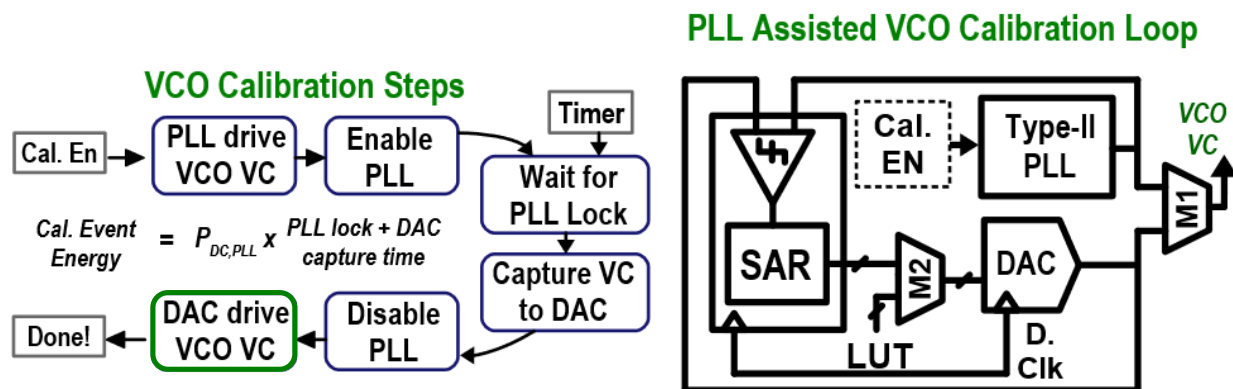 VCO Calibration Steps
Cal. En
PLL drive
VCO VC
Enable
PLL
Timer
Wait for
PLL Lock
Cal. Event
Energy
=
P_DC,PLL x
PLL lock + DAC
capture time
Capture VC
to DAC
Disable
PLL
DAC drive
VCO VC
Done!
PLL Assisted VCO Calibration Loop
Cal.
EN
Type-II
PLL
VCO
VC
M1
SAR
M2
DAC
LUT
D.
Clk